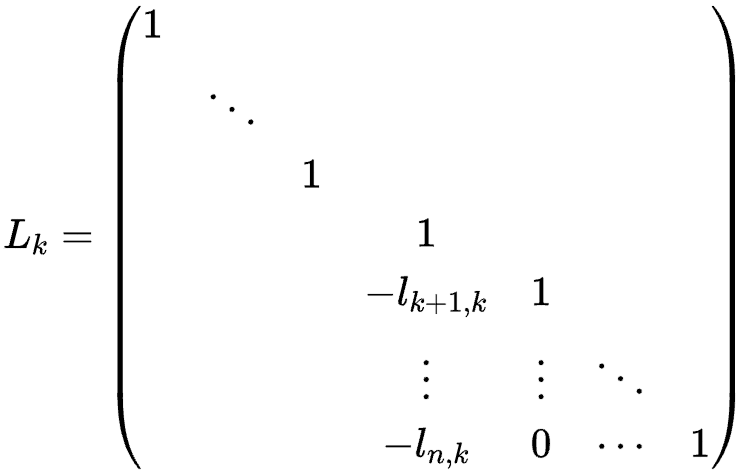 1
⋱
1
L_k = 1
-l_{k+1,k} 1
⋮ ⋮ ⋱
-l_{n,k} 0 ⋯ 1